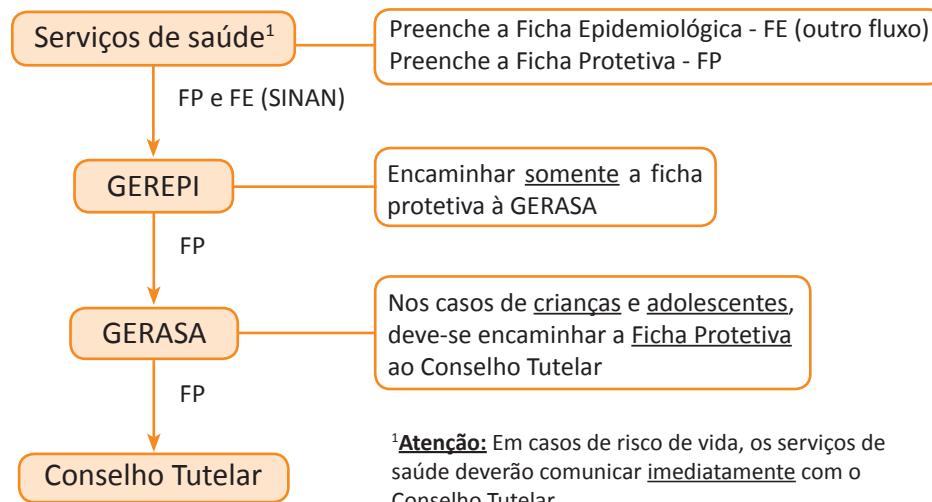 Serviços de saúde¹
Preenche a Ficha Epidemiológica - FE (outro fluxo)
Preenche a Ficha Protetiva - FP
FP e FE (SINAN)
GEREPI
Encaminhar somente a ficha
protetiva à GERASA
FP
GERASA
Nos casos de crianças e adolescentes,
deve-se encaminhar a Ficha Protetiva
ao Conselho Tutelar
FP
Conselho Tutelar
¹Atenção: Em casos de risco de vida, os serviços de
saúde deverão comunicar imediatamente com o
Conselho Tutelar